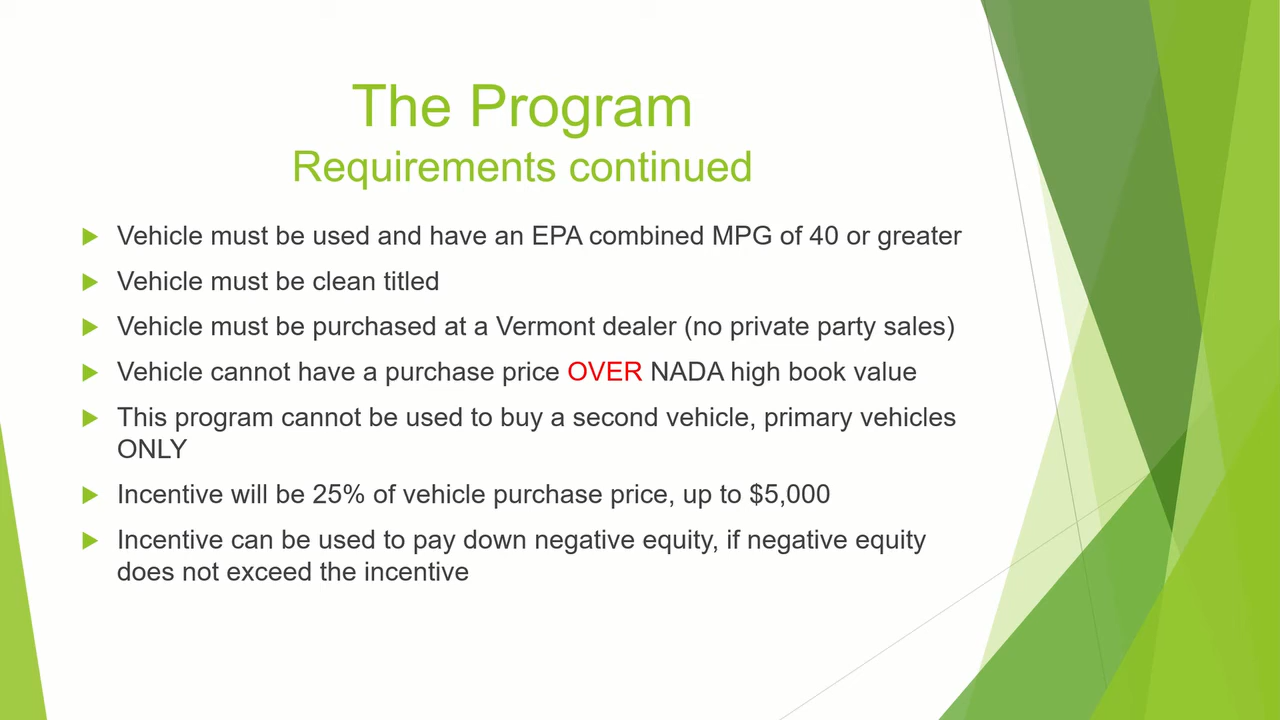 The Program
Requirements continued
Vehicle must be used and have an EPA combined MPG of 40 or greater
Vehicle must be clean titled
Vehicle must be purchased at a Vermont dealer (no private party sales)
Vehicle cannot have a purchase price OVER NADA high book value
This program cannot be used to buy a second vehicle, primary vehicles
ONLY
Incentive will be 25% of vehicle purchase price, up to $5,000
Incentive can be used to pay down negative equity, if negative equity
does not exceed the incentive